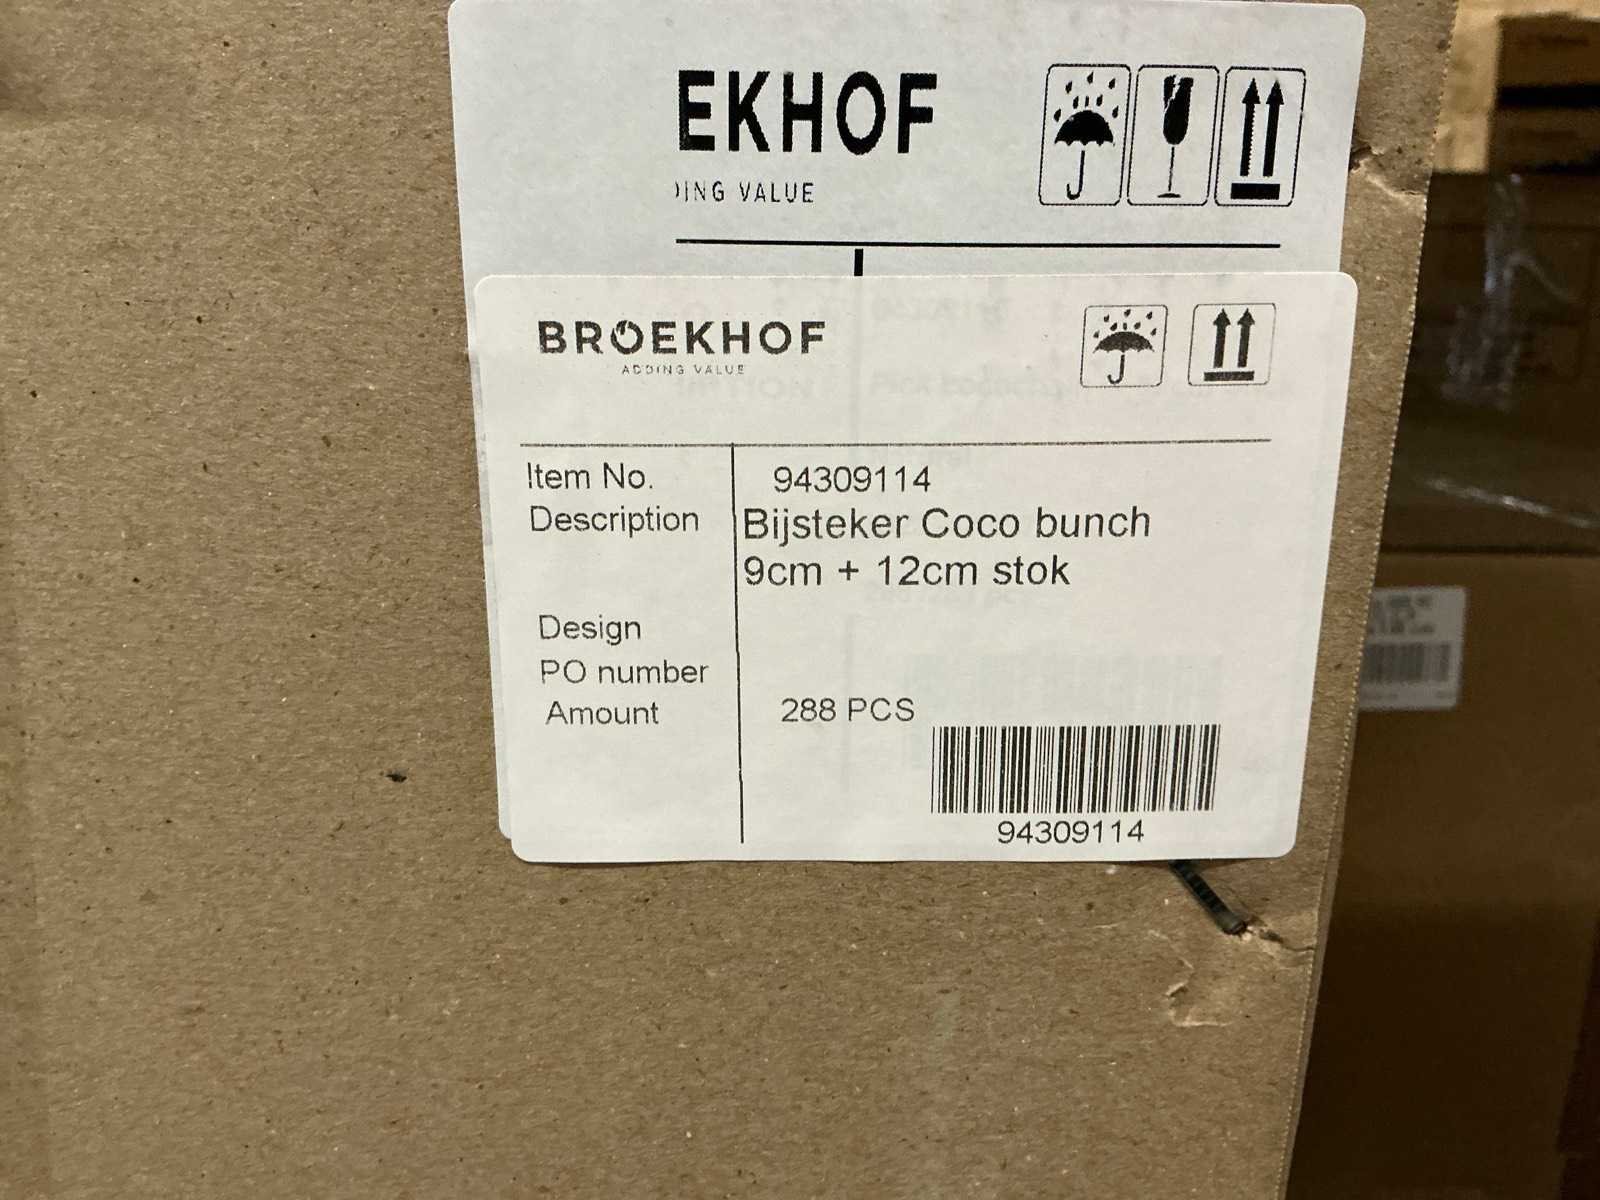 EKHOF
ING VALUE
BROEKHOF
ADDING VALUE
Item No. 94309114
Description Bijsteker Coco bunch
9cm + 12cm stok
Design
PO number
Amount 288 PCS
94309114